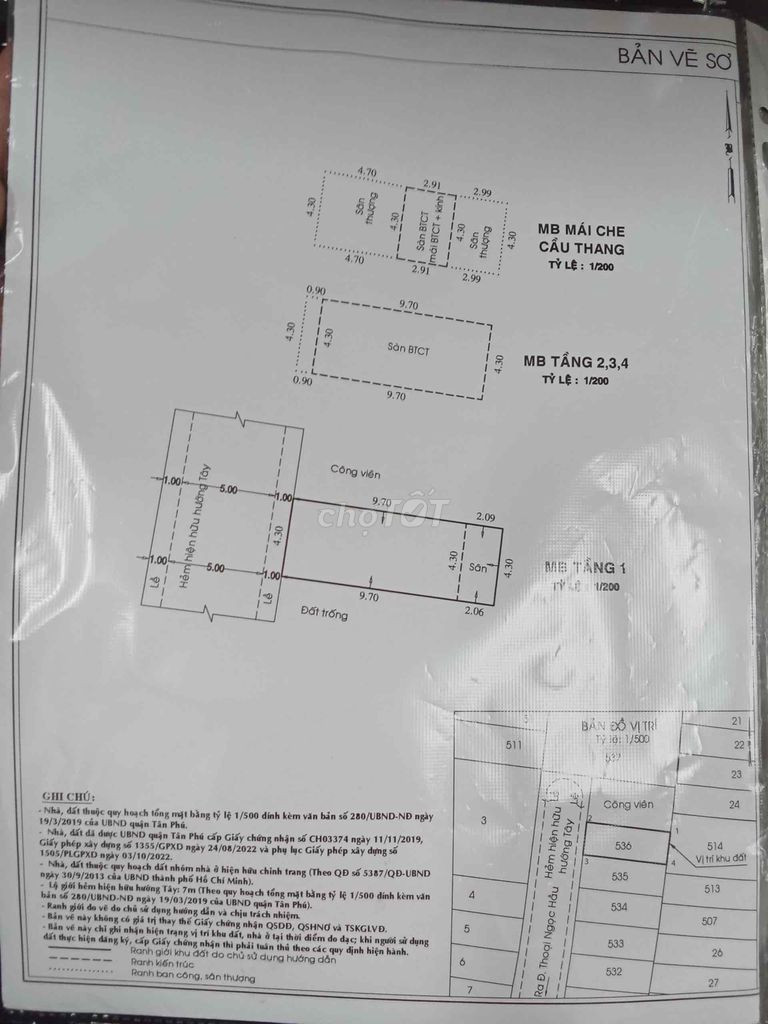 BẢN VẼ SƠ
4.70
2.91
2.99
4.30
Sân thượng
4.30
Sàn BTCT
mái BTCT + kính
4.30
Sân thượng
4.30
4.70
2.91
2.99
MB MÁI CHE
CẦU THANG
TỶ LỆ : 1/200
0.90
9.70
4.30
4.30
Sàn BTCT
4.30
0.90
9.70
MB TẦNG 2,3,4
TỶ LỆ : 1/200
Công viên
1.00
5.00
1.00
Hẻm hiện hữu hướng Tây
9.70
2.09
chợTỐT
4.30
4.30
Sân
4.30
1.00
5.00
1.00
Lề
Lề
9.70
2.06
Đất trống
MB TẦNG 1
TỶ LỆ : 1/200
BẢN ĐỒ VỊ TRÍ
Tỷ lệ: 1/500
5
511
537
21
22
23
24
3
Lề
Lề
Công viên
2
1
536
514
3
4
Vị trí khu đất
535
513
4
534
507
5
533
26
6
532
27
7
Hẻm hiện hữu
hướng Tây
Ra Đ. Thoại Ngọc Hầu
GHI CHÚ:
- Nhà, đất thuộc quy hoạch tổng mặt bằng tỷ lệ 1/500 đính kèm văn bản số 280/UBND-NĐ ngày
19/3/2019 của UBND quận Tân Phú.
- Nhà, đất đã được UBND quận Tân Phú cấp Giấy chứng nhận số CH03374 ngày 11/11/2019,
Giấy phép xây dựng số 1355/GPXD ngày 24/08/2022 và phụ lục Giấy phép xây dựng số
1505/PLGPXD ngày 03/10/2022.
- Nhà, đất thuộc quy hoạch đất nhóm nhà ở hiện hữu chỉnh trang (Theo QĐ số 5387/QĐ-UBND
ngày 30/9/2013 của UBND thành phố Hồ Chí Minh).
- Lộ giới hẻm hiện hữu hướng Tây: 7m (Theo quy hoạch tổng mặt bằng tỷ lệ 1/500 đính kèm văn
bản số 280/UBND-NĐ ngày 19/03/2019 của UBND quận Tân Phú).
- Ranh giới đo vẽ do chủ sử dụng hướng dẫn và chịu trách nhiệm.
- Bản vẽ này không có giá trị thay thế Giấy chứng nhận QSDĐ, QSHNƠ và TSKGLVĐ.
- Bản vẽ này chỉ ghi nhận hiện trạng vị trí khu đất, nhà ở tại thời điểm đo đạc; khi người sử dụng
đất thực hiện đăng ký, cấp Giấy chứng nhận thì phải tuân thủ theo các quy định hiện hành.
Ranh giới khu đất do chủ sử dụng hướng dẫn
Ranh kiến trúc
Ranh ban công, sân thượng